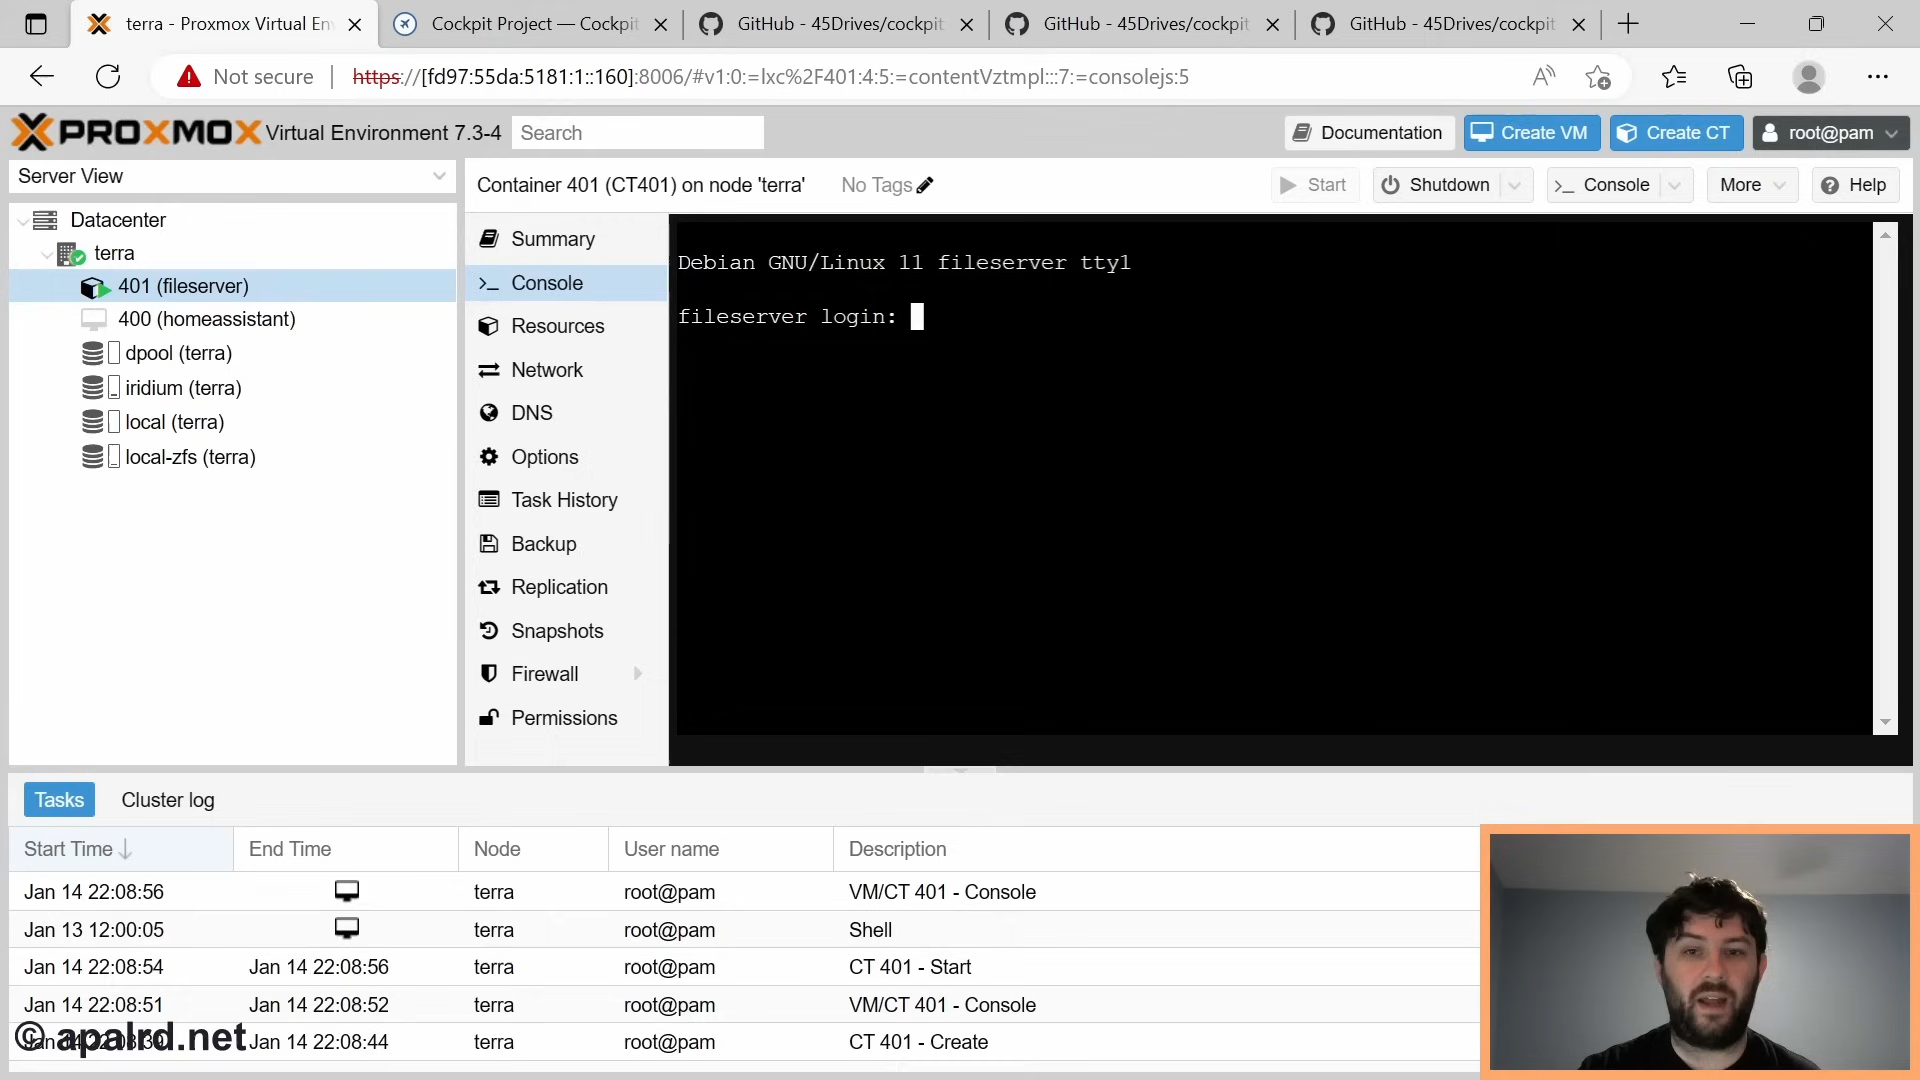 terra - Proxmox Virtual En
Cockpit Project — Cockpit
GitHub - 45Drives/cockpit
GitHub - 45Drives/cockpit
GitHub - 45Drives/cockpit
Not secure
https://[fd97:55da:5181:1::160]:8006/#v1:0:=lxc%2F401:4:5:=contentVztmpl:::7:=consolejs:5
PROXMOX Virtual Environment 7.3-4
Search
Documentation
Create VM
Create CT
root@pam
Server View
Datacenter
terra
401 (fileserver)
400 (homeassistant)
dpool (terra)
iridium (terra)
local (terra)
local-zfs (terra)
Container 401 (CT401) on node 'terra'
No Tags
Start
Shutdown
Console
More
Help
Summary
Console
Resources
Network
DNS
Options
Task History
Backup
Replication
Snapshots
Firewall
Permissions
Debian GNU/Linux 11 fileserver tty1
fileserver login:
Tasks
Cluster log
Start Time End Time Node User name Description
Jan 14 22:08:56 terra root@pam VM/CT 401 - Console
Jan 13 12:00:05 terra root@pam Shell
Jan 14 22:08:54 Jan 14 22:08:56 terra root@pam CT 401 - Start
Jan 14 22:08:51 Jan 14 22:08:52 terra root@pam VM/CT 401 - Console
Jan 14 22:08:39 Jan 14 22:08:44 terra root@pam CT 401 - Create
© apalrd.net